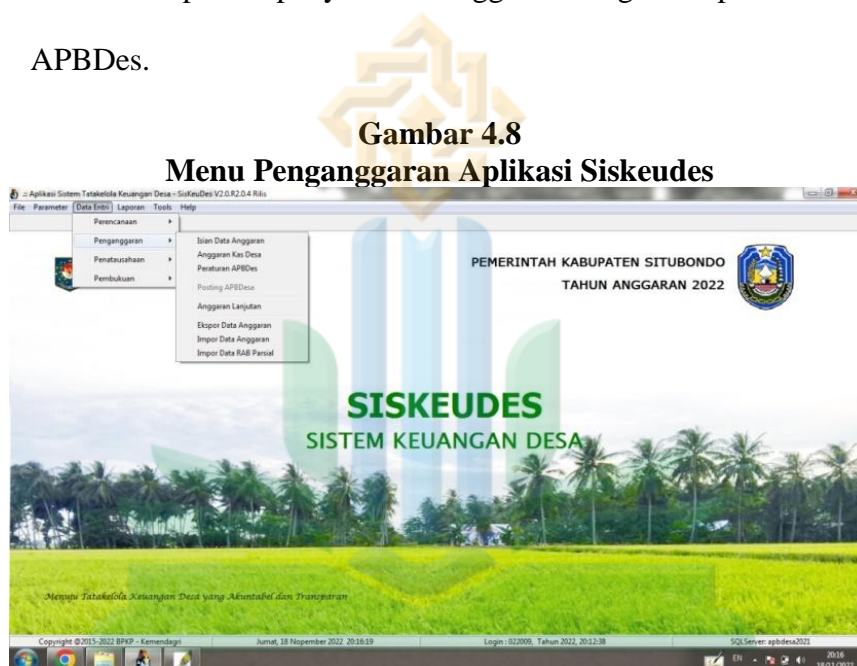 APBDes.
Gambar 4.8
Menu Penganggaran Aplikasi Siskeudes
Aplikasi Sistem Tatakelola Keuangan Desa - SisKeuDes V2.0.R2.0.4 Rilis
File Parameter Data Entri Laporan Tools Help
Perencanaan
Penganggaran
Penatausahaan
Pembukuan
Isian Data Anggaran
Anggaran Kas Desa
Peraturan APBDes
Posting APBDesa
Anggaran Lanjutan
Ekspor Data Anggaran
Impor Data Anggaran
Impor Data RAB Parsial
PEMERINTAH KABUPATEN SITUBONDO
TAHUN ANGGARAN 2022
SISKEUDES
SISTEM KEUANGAN DESA
Menuju Tatakelola Keuangan Desa yang Akuntabel dan Transparan
Copyright ©2015-2022 BPKP - Kemendagri Jumat, 18 Nopember 2022 20:16:19 Login : 022009, Tahun 2022, 20:12:38 SQLServer: apbdesa2021
EN 20:16